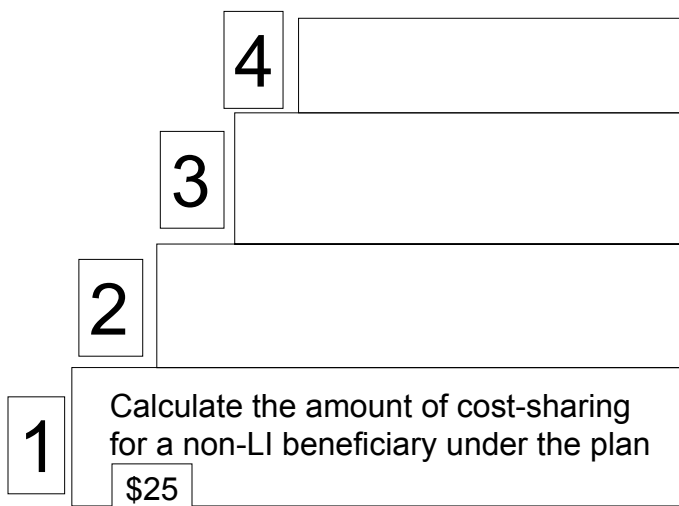 4
3
2
1
Calculate the amount of cost-sharing
for a non-LI beneficiary under the plan
$25